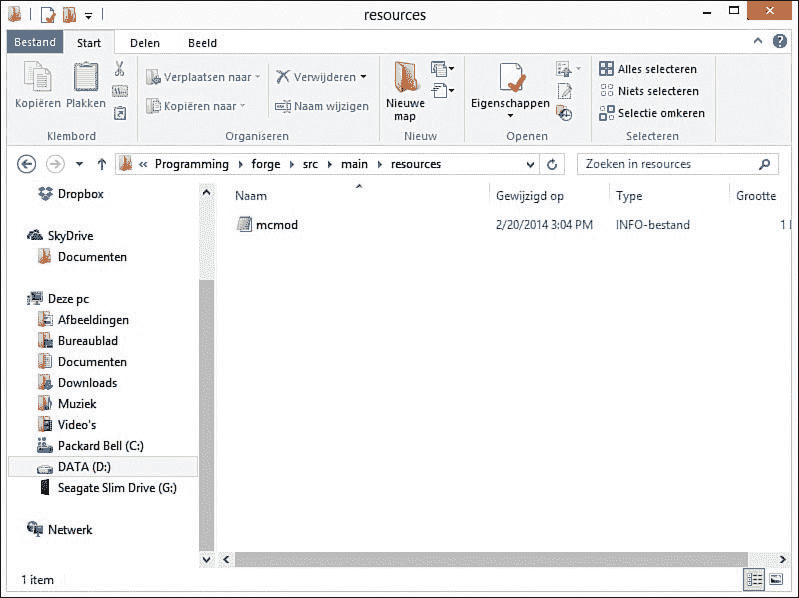 resources
Bestand Start Delen Beeld
Kopiëren Plakken
Klembord
Verplaatsen naar
Kopiëren naar
Verwijderen
Naam wijzigen
Organiseren
Nieuwe
map
Nieuw
Eigenschappen
Openen
Alles selecteren
Niets selecteren
Selectie omkeren
Selecteren
« Programming forge src main resources
Zoeken in resources
Dropbox
SkyDrive
Documenten
Deze pc
Afbeeldingen
Bureaublad
Documenten
Downloads
Muziek
Video's
Packard Bell (C:)
DATA (D:)
Seagate Slim Drive (G:)
Netwerk
Naam Gewijzigd op Type Grootte
mcmod 2/20/2014 3:04 PM INFO-bestand 1
1 item